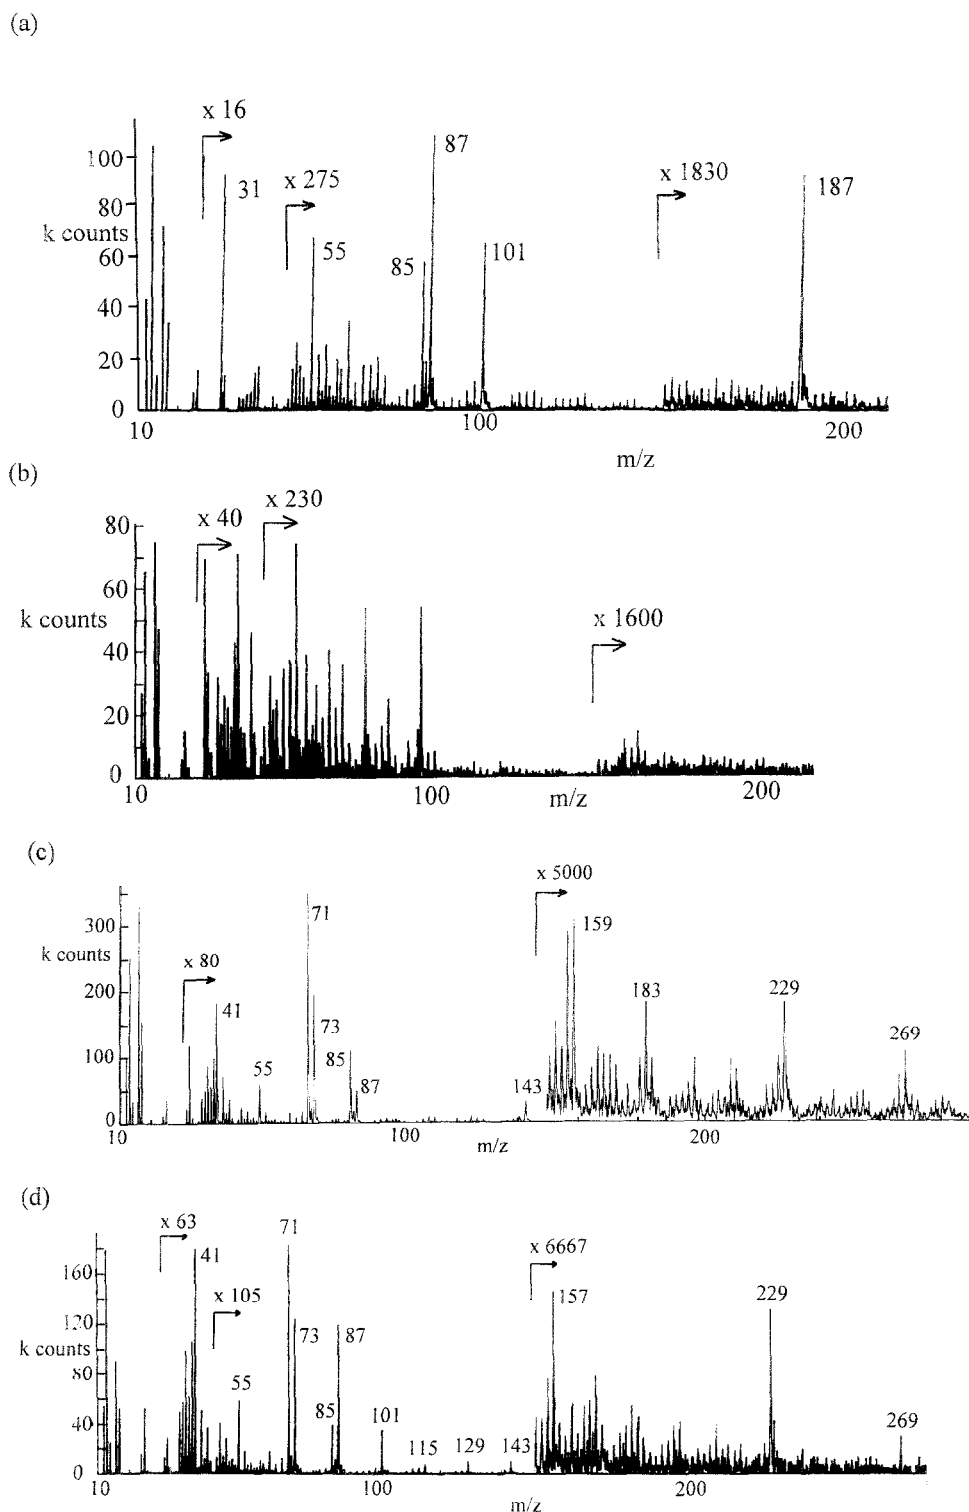 (a)
x 16
87
x 275
x 1830
100
31
187
80
k counts
55
60
85
101
40
20
0
10
100
200
m/z
(b)
80
x 40
x 230
60
k counts
x 1600
40
20
0
10
100
m/z
200
(c)
x 5000
71
159
300
k counts
x 80
200
41
183
229
73
269
100
55
85
87
143
0
10
100
m/z
200
(d)
x 63
71
41
x 6667
160
x 105
157
229
120
73
87
k counts
80
55
85
101
269
40
115
129
143
0
10
100
200
m/z